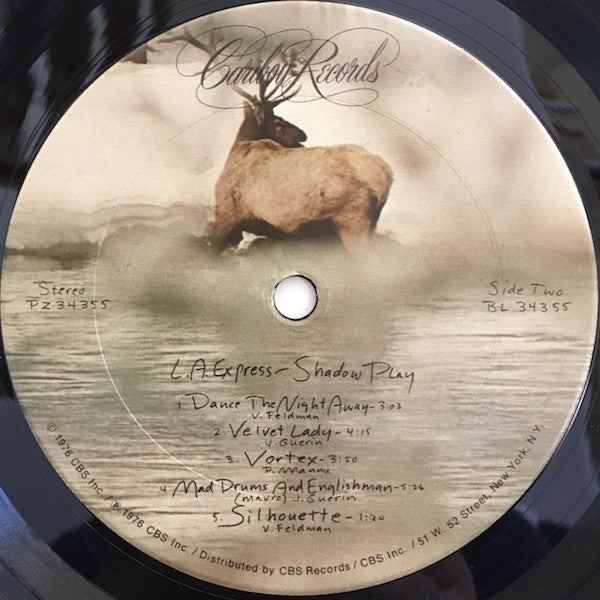 Caribou Records
Stereo
PZ 34355
Side Two
BL 34355
L.A. Express - Shadow Play
1. Dance The Night Away - 3:03
V. Feldman
2. Velvet Lady - 4:15
J. Guerin
3. Vortex - 3:50
P. Mannu
4. Mad Drums And Englishman - 5:26
(mavro) J. Guerin
5. Silhouette - 1:20
V. Feldman
© 1976 CBS Inc. / ℗ 1976 CBS Inc. / Distributed by CBS Records / CBS Inc. / 51 W. 52 Street, New York, N.Y.